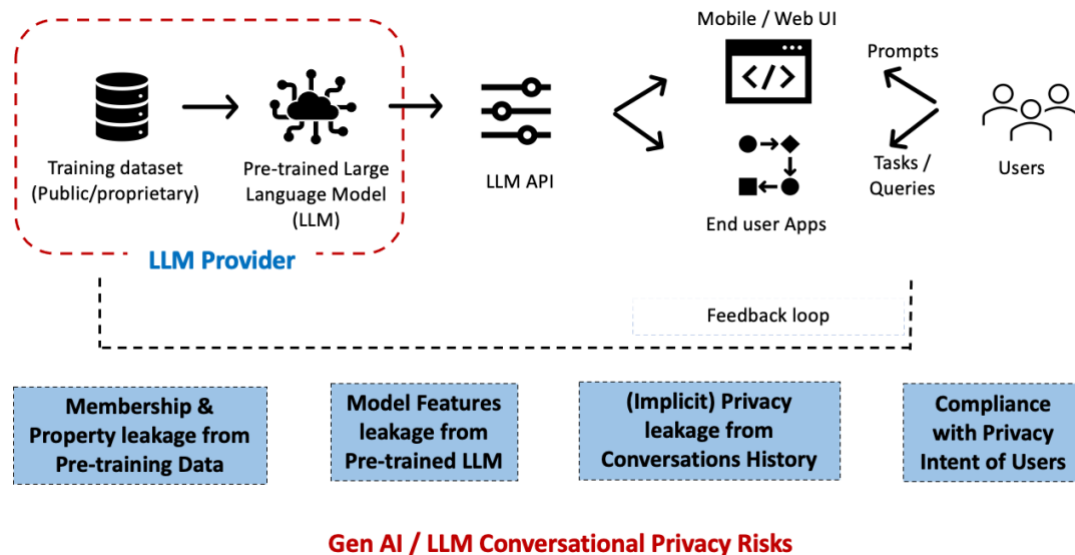 Mobile / Web UI
Prompts
Training dataset
(Public/proprietary)
Pre-trained Large
Language Model
(LLM)
LLM API
</>
Tasks /
Queries
Users
End user Apps
LLM Provider
Feedback loop
Membership &
Property leakage from
Pre-training Data
Model Features
leakage from
Pre-trained LLM
(Implicit) Privacy
leakage from
Conversations History
Compliance
with Privacy
Intent of Users
Gen AI / LLM Conversational Privacy Risks